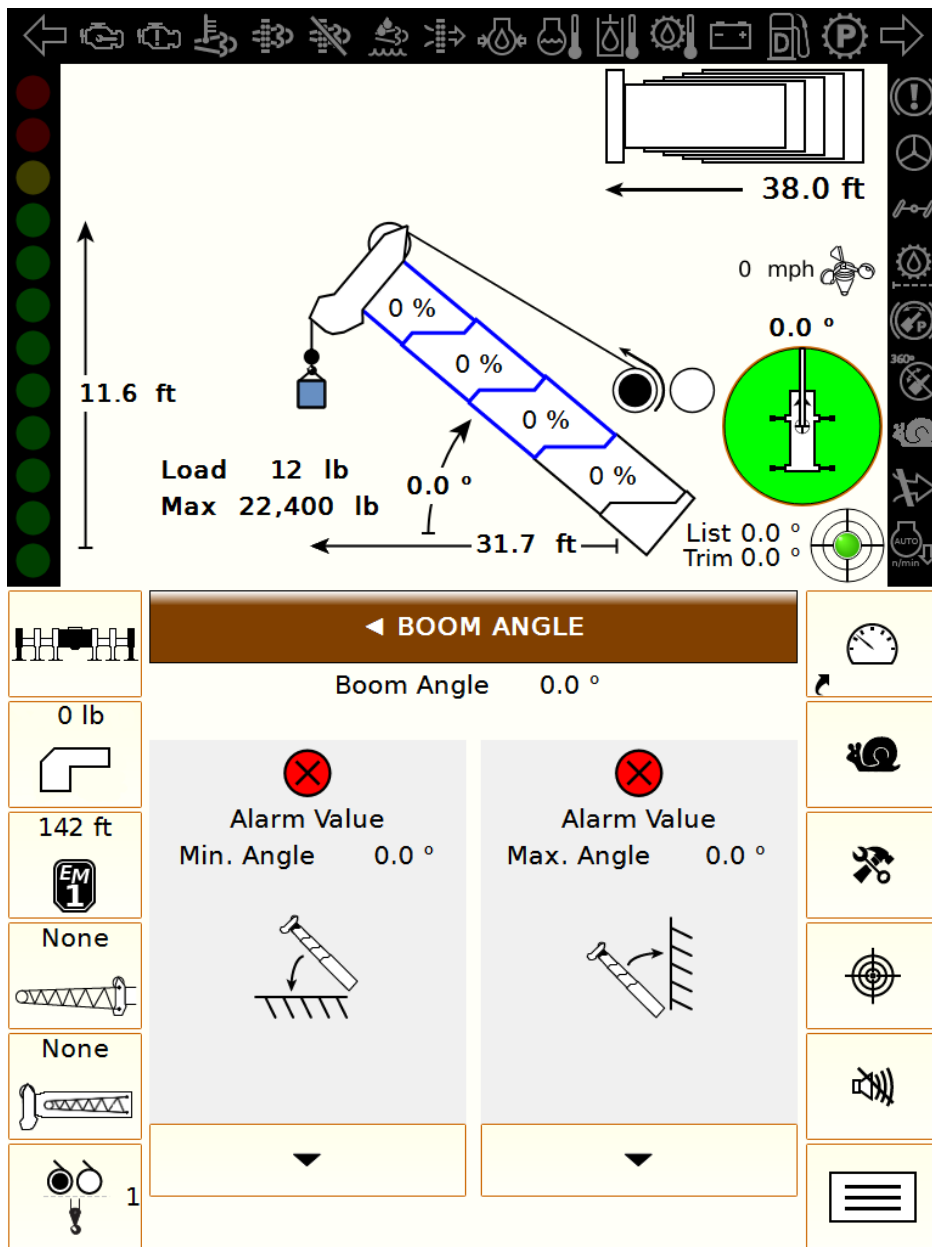 D
P
38.0 ft
0 mph
0 %
0.0 º
P
0 %
360º
11.6 ft
0 %
Load 12 lb
0.0 º
0 %
Max 22,400 lb
List 0.0 º
31.7 ft
Trim 0.0 º
AUTO
n/min
◄ BOOM ANGLE
Boom Angle 0.0 º
0 lb
Alarm Value
Alarm Value
142 ft
Min. Angle 0.0 º
Max. Angle 0.0 º
EM
1
None
None
1